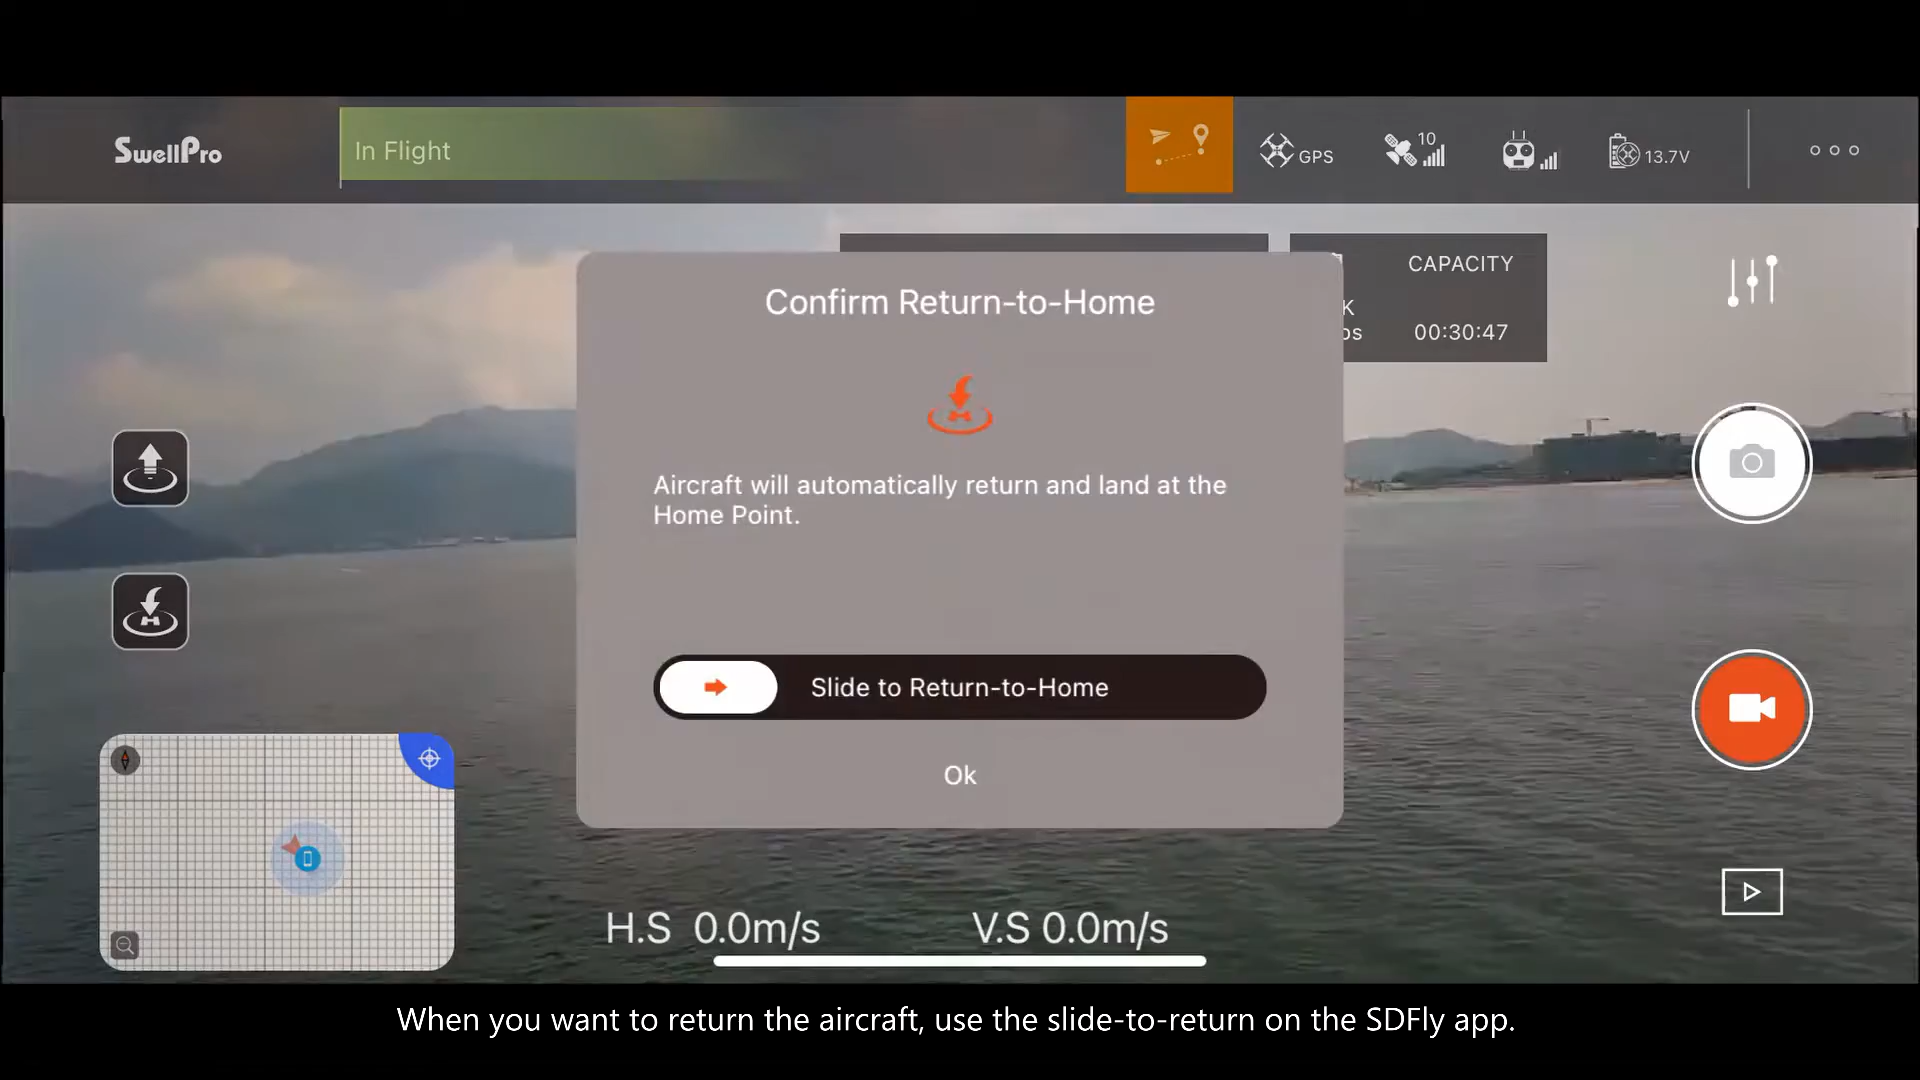 SwellPro
In Flight
GPS
10
13.7V
CAPACITY
K
00:30:47
Confirm Return-to-Home
Aircraft will automatically return and land at the
Home Point.
Slide to Return-to-Home
Ok
H.S 0.0m/s
V.S 0.0m/s
When you want to return the aircraft, use the slide-to-return on the SDFly app.